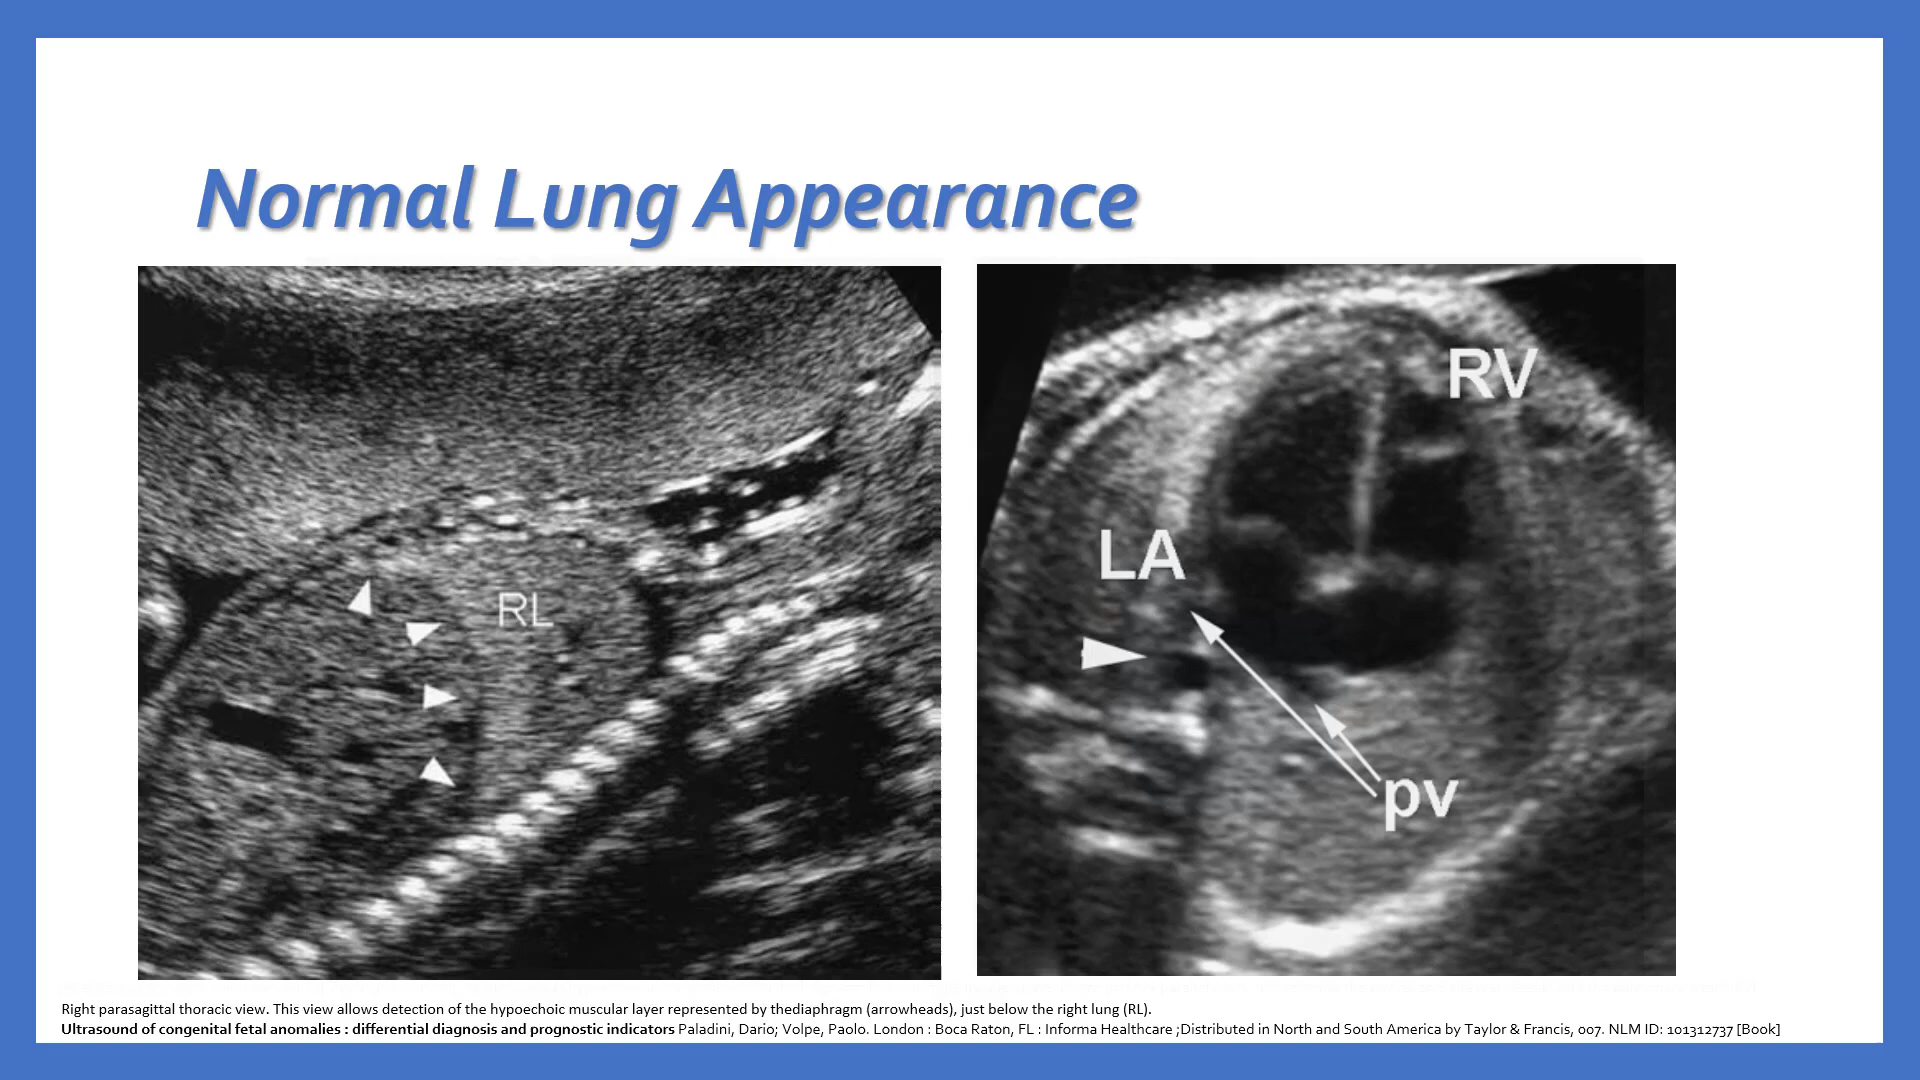 Normal Lung Appearance
RL
RV
LA
pv
Right parasagittal thoracic view. This view allows detection of the hypoechoic muscular layer represented by thediaphragm (arrowheads), just below the right lung (RL).
Ultrasound of congenital fetal anomalies : differential diagnosis and prognostic indicators Paladini, Dario; Volpe, Paolo. London : Boca Raton, FL : Informa Healthcare ;Distributed in North and South America by Taylor & Francis, 007. NLM ID: 101312737 [Book]